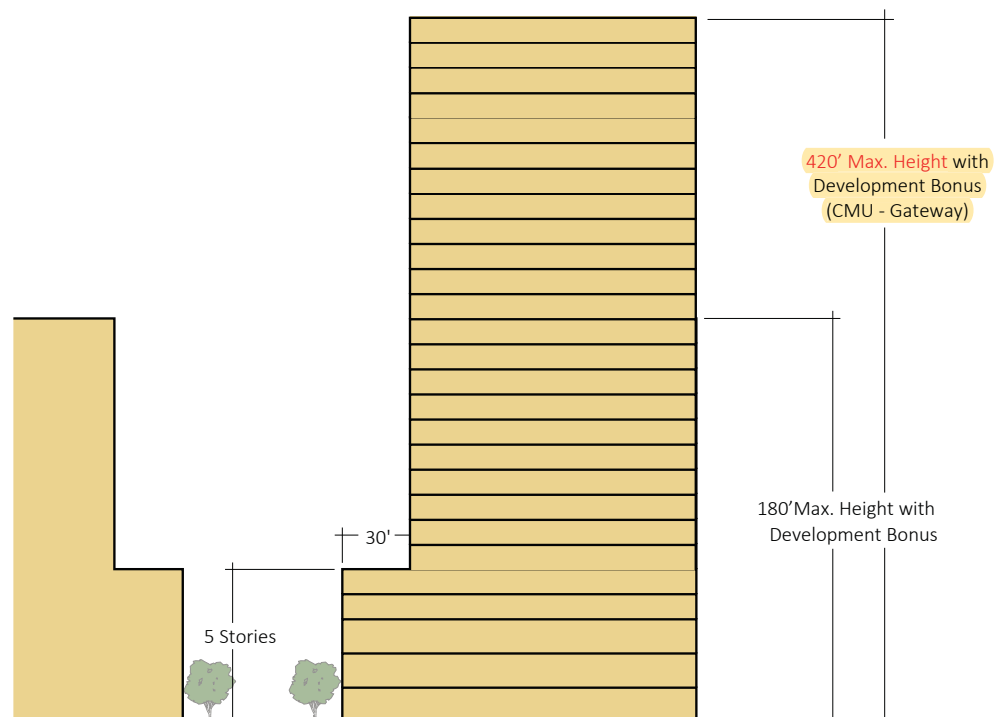 420’ Max. Height with
Development Bonus
(CMU - Gateway)
180’Max. Height with
Development Bonus
30'
5 Stories